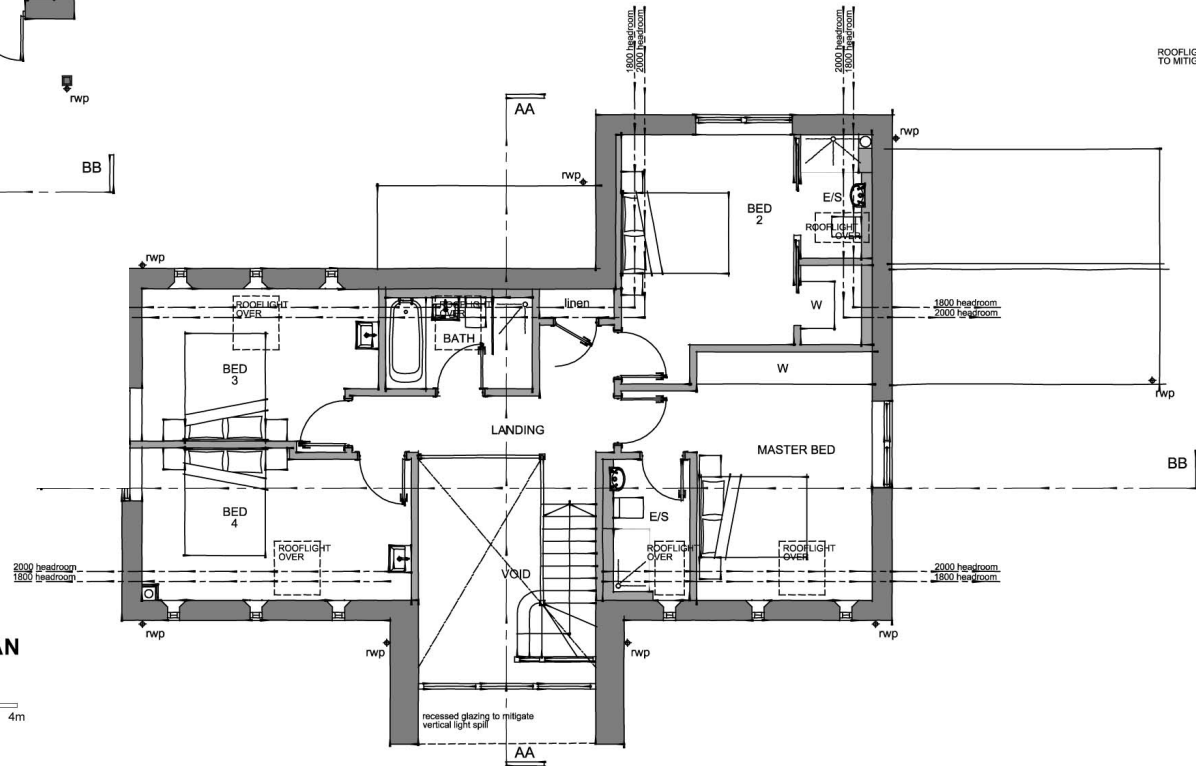 1800 headroom
2000 headroom
2000 headroom
1800 headroom
ROOFLIG
TO MITIG
rwp
AA
BB
rwp
rwp
BED
2
E/S
ROOFLIGHT
OVER
rwp
ROOFLIGHT
OVER
ROOFLIGHT
OVER
linen
W
1800 headroom
2000 headroom
BATH
BED
3
W
rwp
LANDING
MASTER BED
BB
BED
4
E/S
ROOFLIGHT
OVER
ROOFLIGHT
OVER
ROOFLIGHT
OVER
VOID
2000 headroom
1800 headroom
2000 headroom
1800 headroom
rwp
rwp
rwp
rwp
AN
4m
recessed glazing to mitigate
vertical light spill
AA